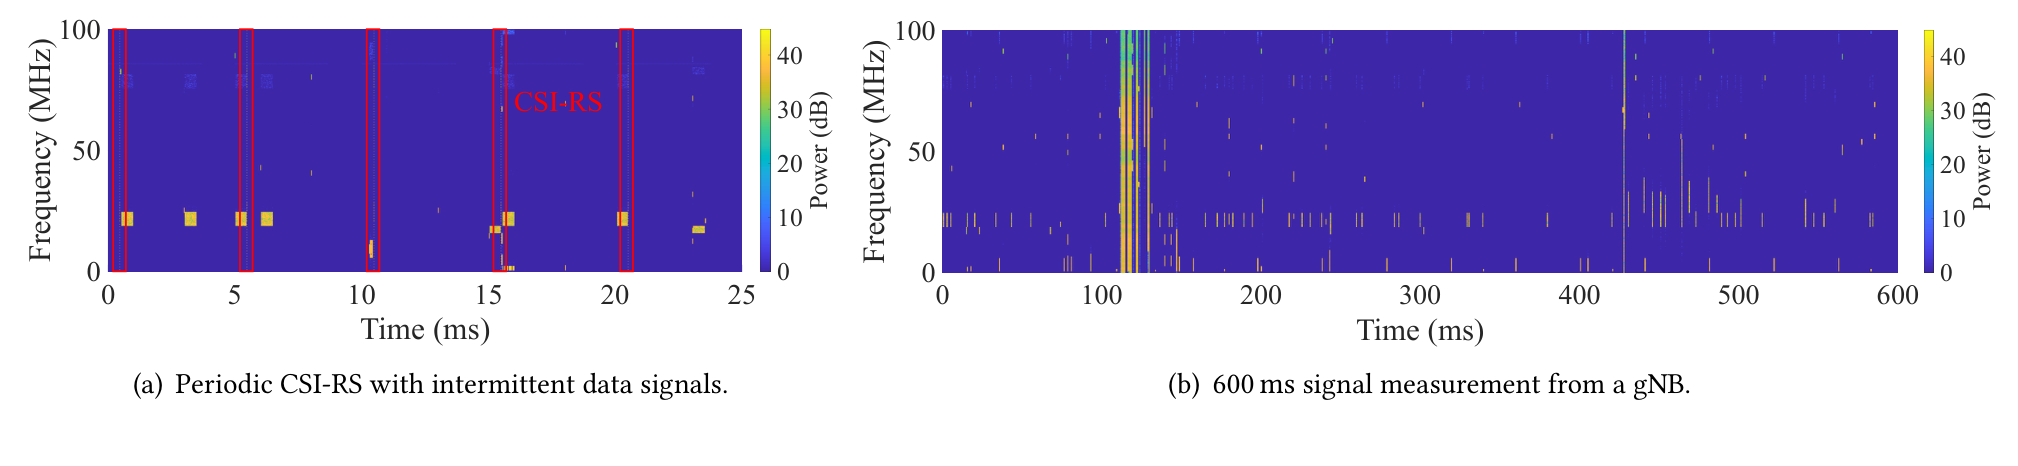 100
50
0
Frequency (MHz)
0 5 10 15 20 25
Time (ms)
CSI-RS
40
30
20
10
0
Power (dB)
(a) Periodic CSI-RS with intermittent data signals.
100
50
0
Frequency (MHz)
0 100 200 300 400 500 600
Time (ms)
40
30
20
10
0
Power (dB)
(b) 600 ms signal measurement from a gNB.